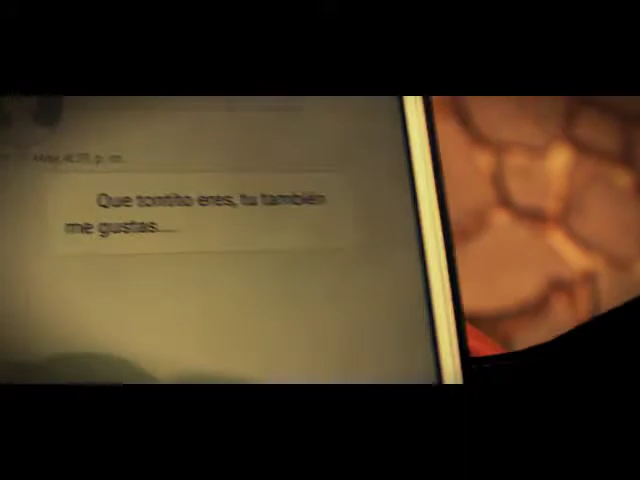 Que tontito eres, tu también
me gustas....